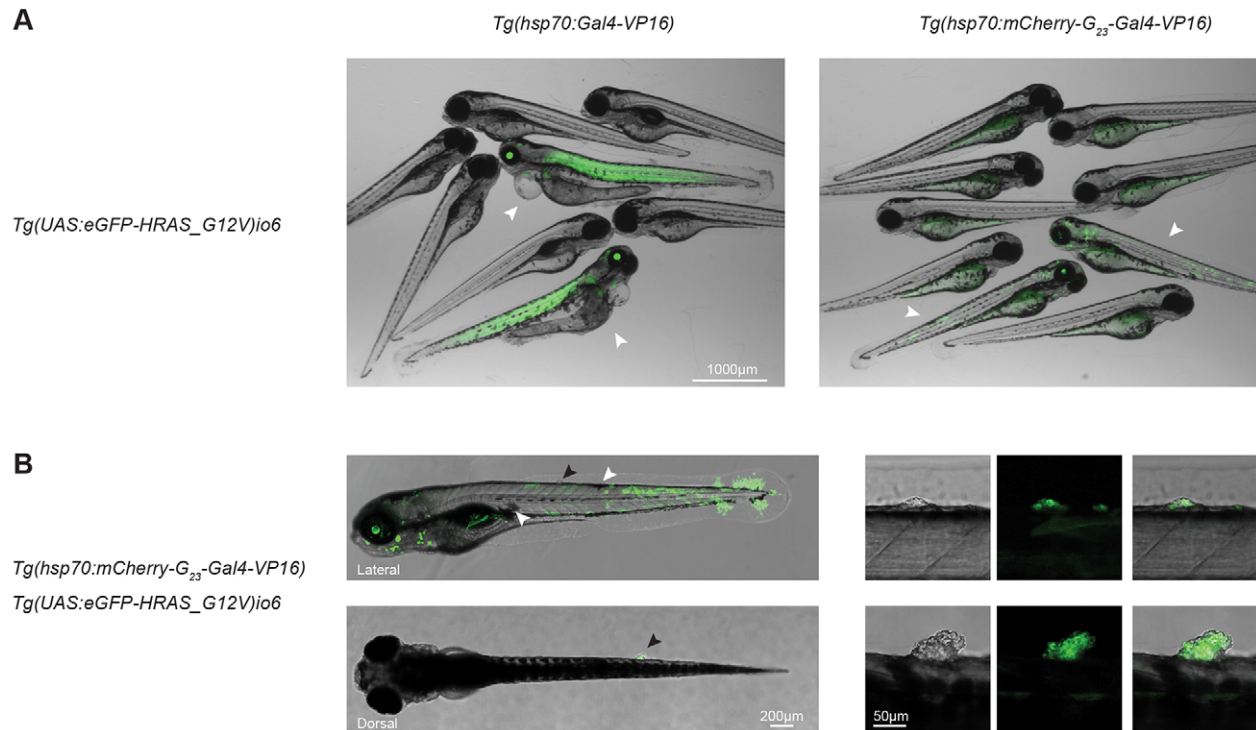 A
Tg(hsp70:Gal4-VP16)
Tg(hsp70:mCherry-G23-Gal4-VP16)
Tg(UAS:eGFP-HRAS_G12V)io6
1000µm
B
Lateral
Tg(hsp70:mCherry-G23-Gal4-VP16)
Tg(UAS:eGFP-HRAS_G12V)io6
Dorsal
200µm
50µm